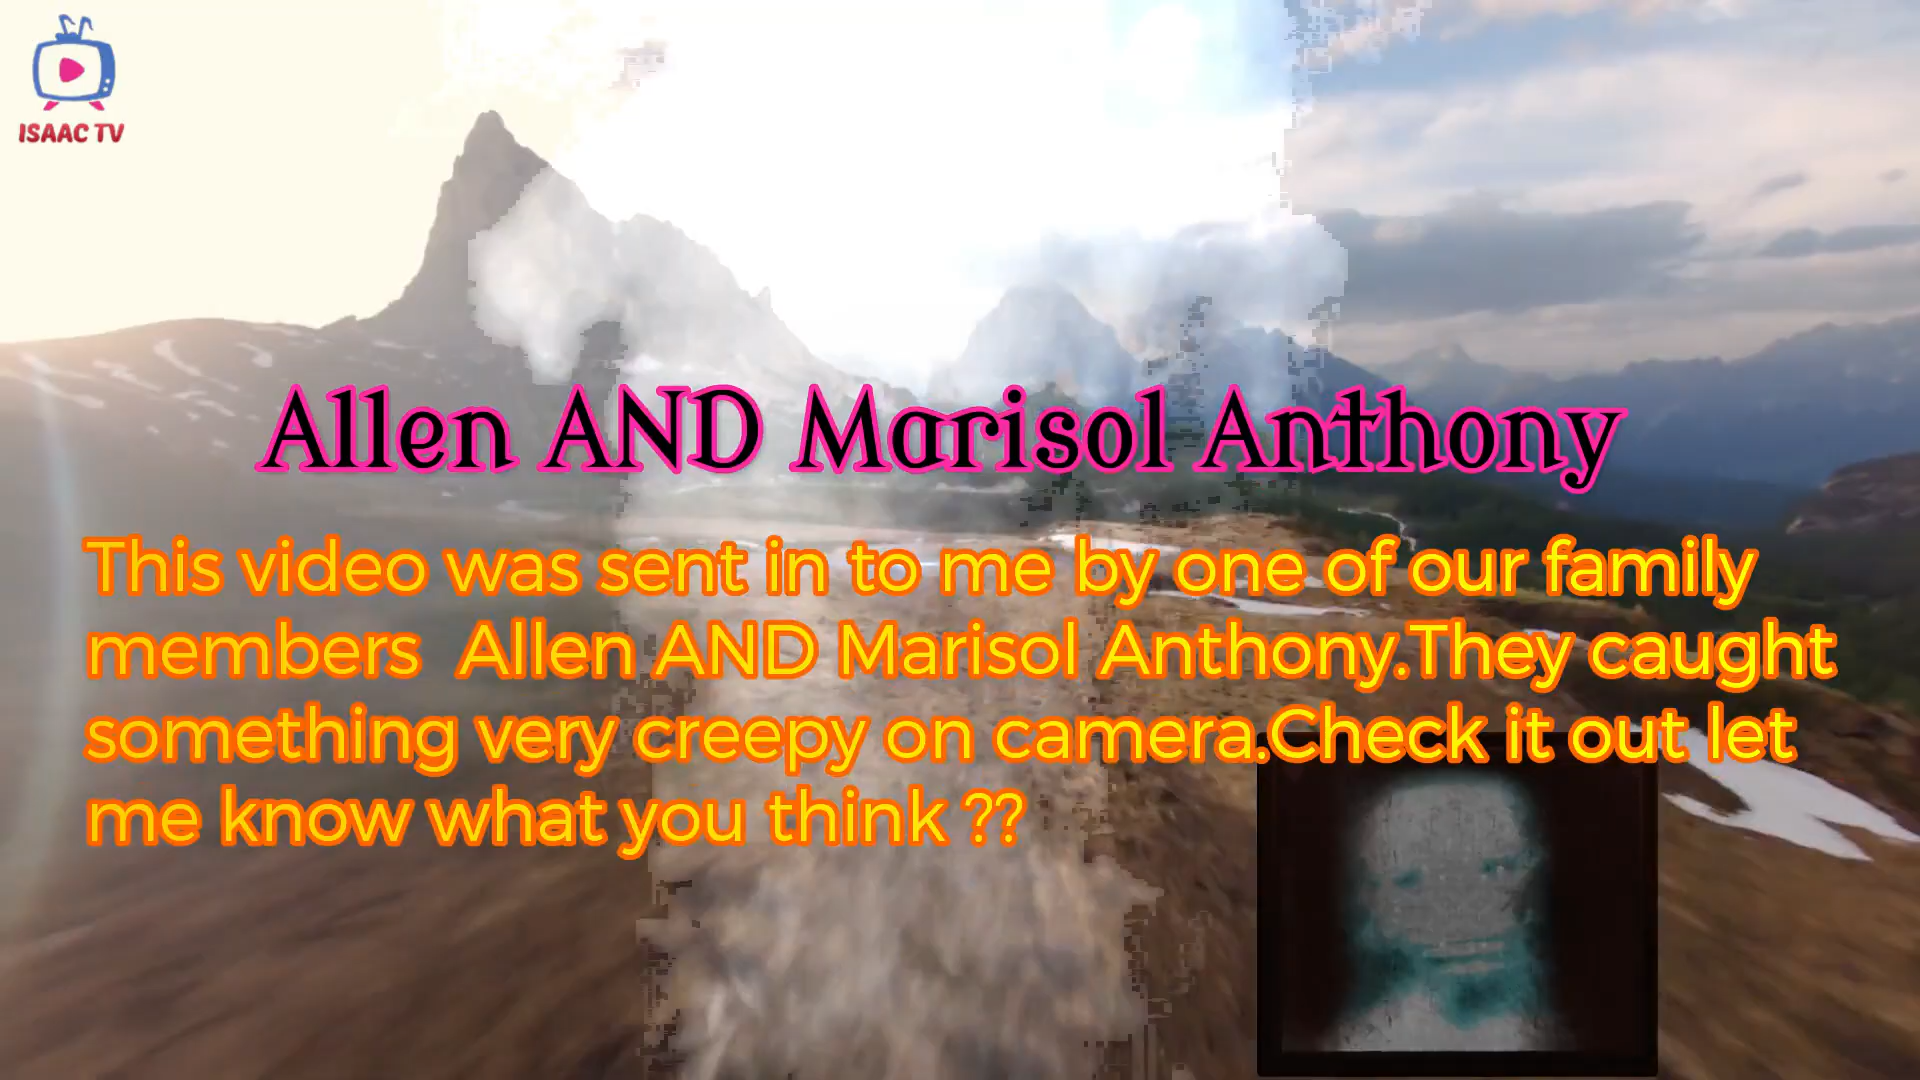 ISAAC TV
Allen AND Marisol Anthony
This video was sent in to me by one of our family
members  Allen AND Marisol Anthony.They caught
something very creepy on camera.Check it out let
me know what you think ??